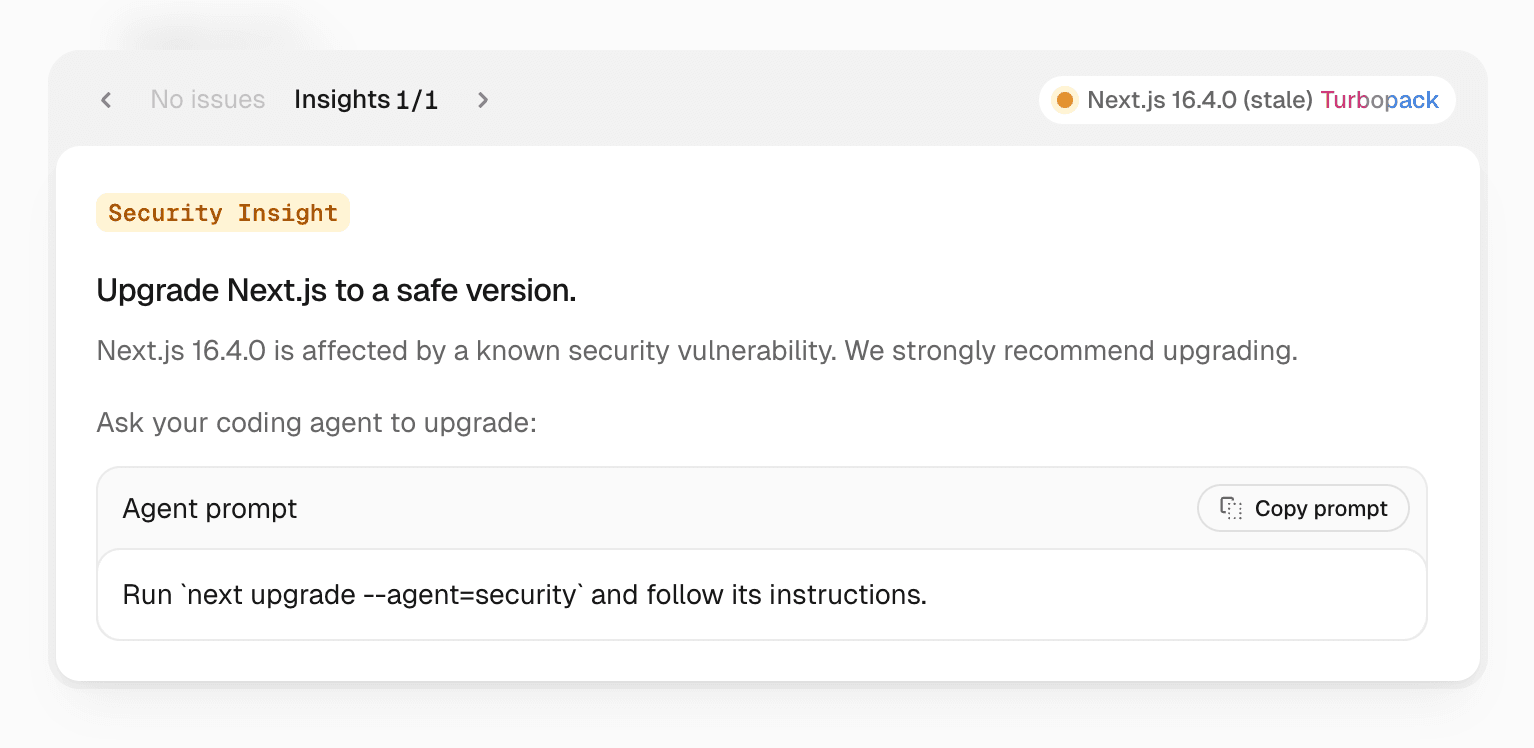 No issues Insights 1/1 Next.js 16.4.0 (stale) Turbopack
Security Insight
Upgrade Next.js to a safe version.
Next.js 16.4.0 is affected by a known security vulnerability. We strongly recommend upgrading.
Ask your coding agent to upgrade:
Agent prompt Copy prompt
Run `next upgrade --agent=security` and follow its instructions.